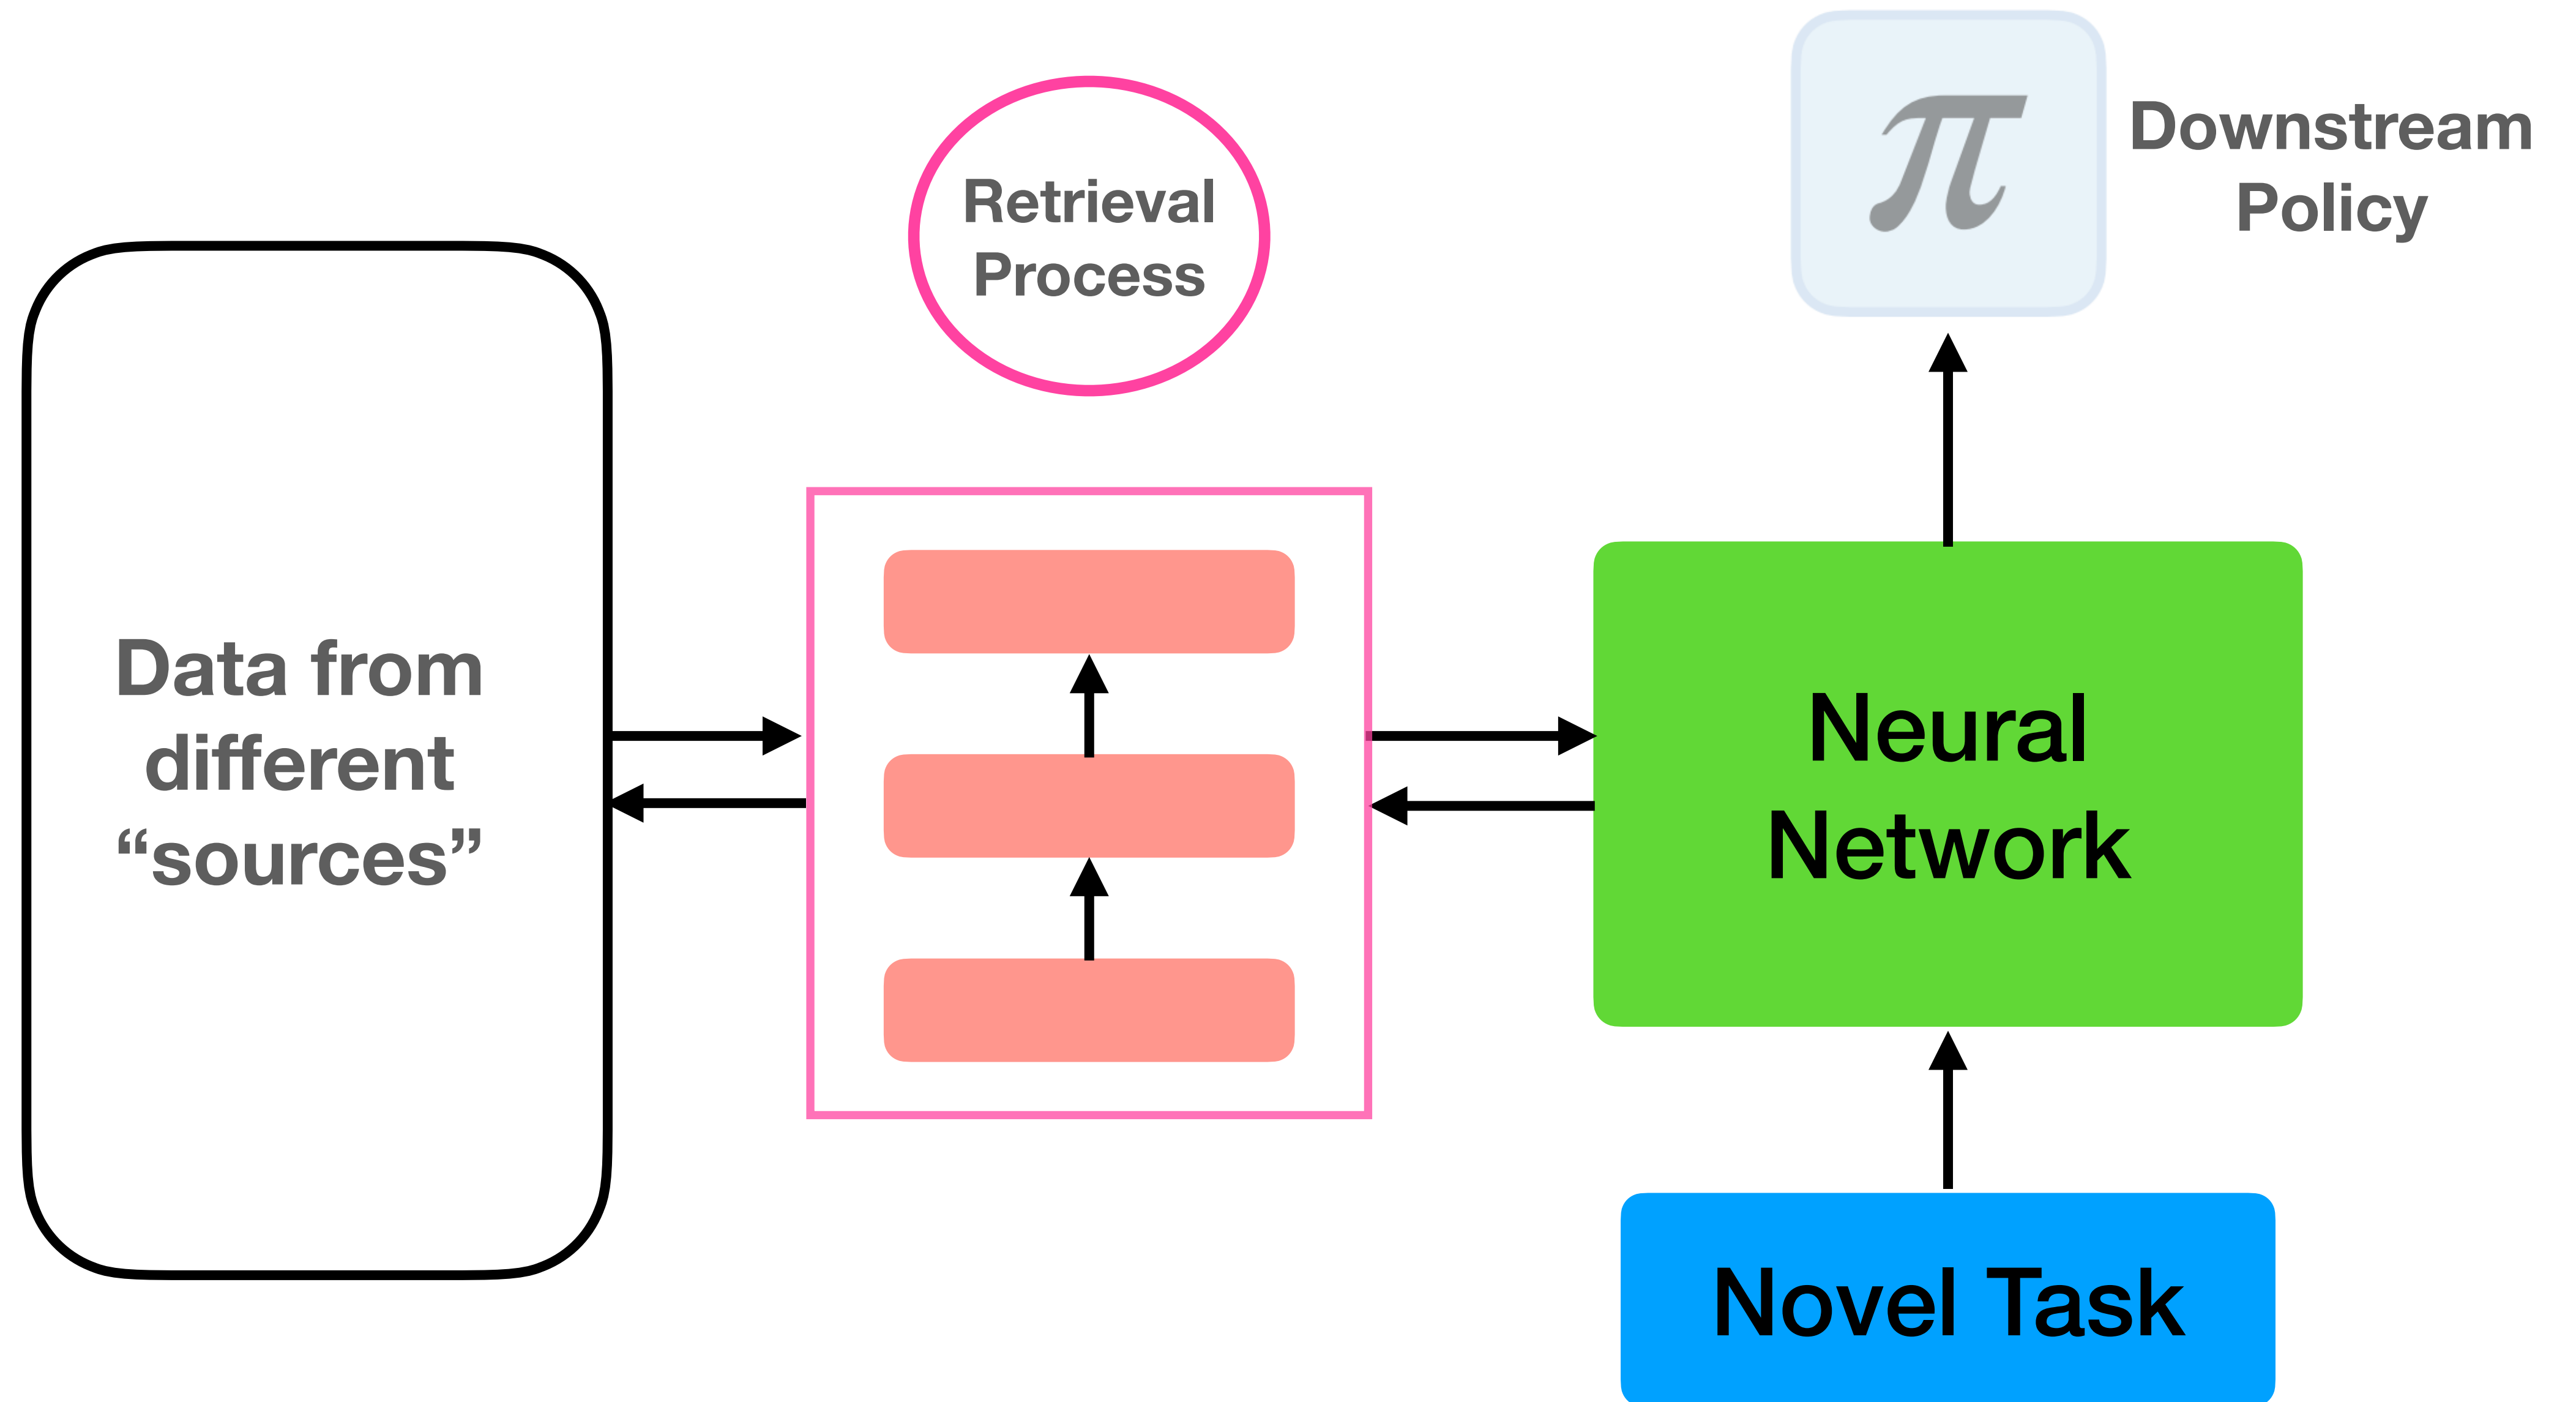 Retrieval
Process
π
Downstream
Policy
Data from
different
“sources”
Neural
Network
Novel Task